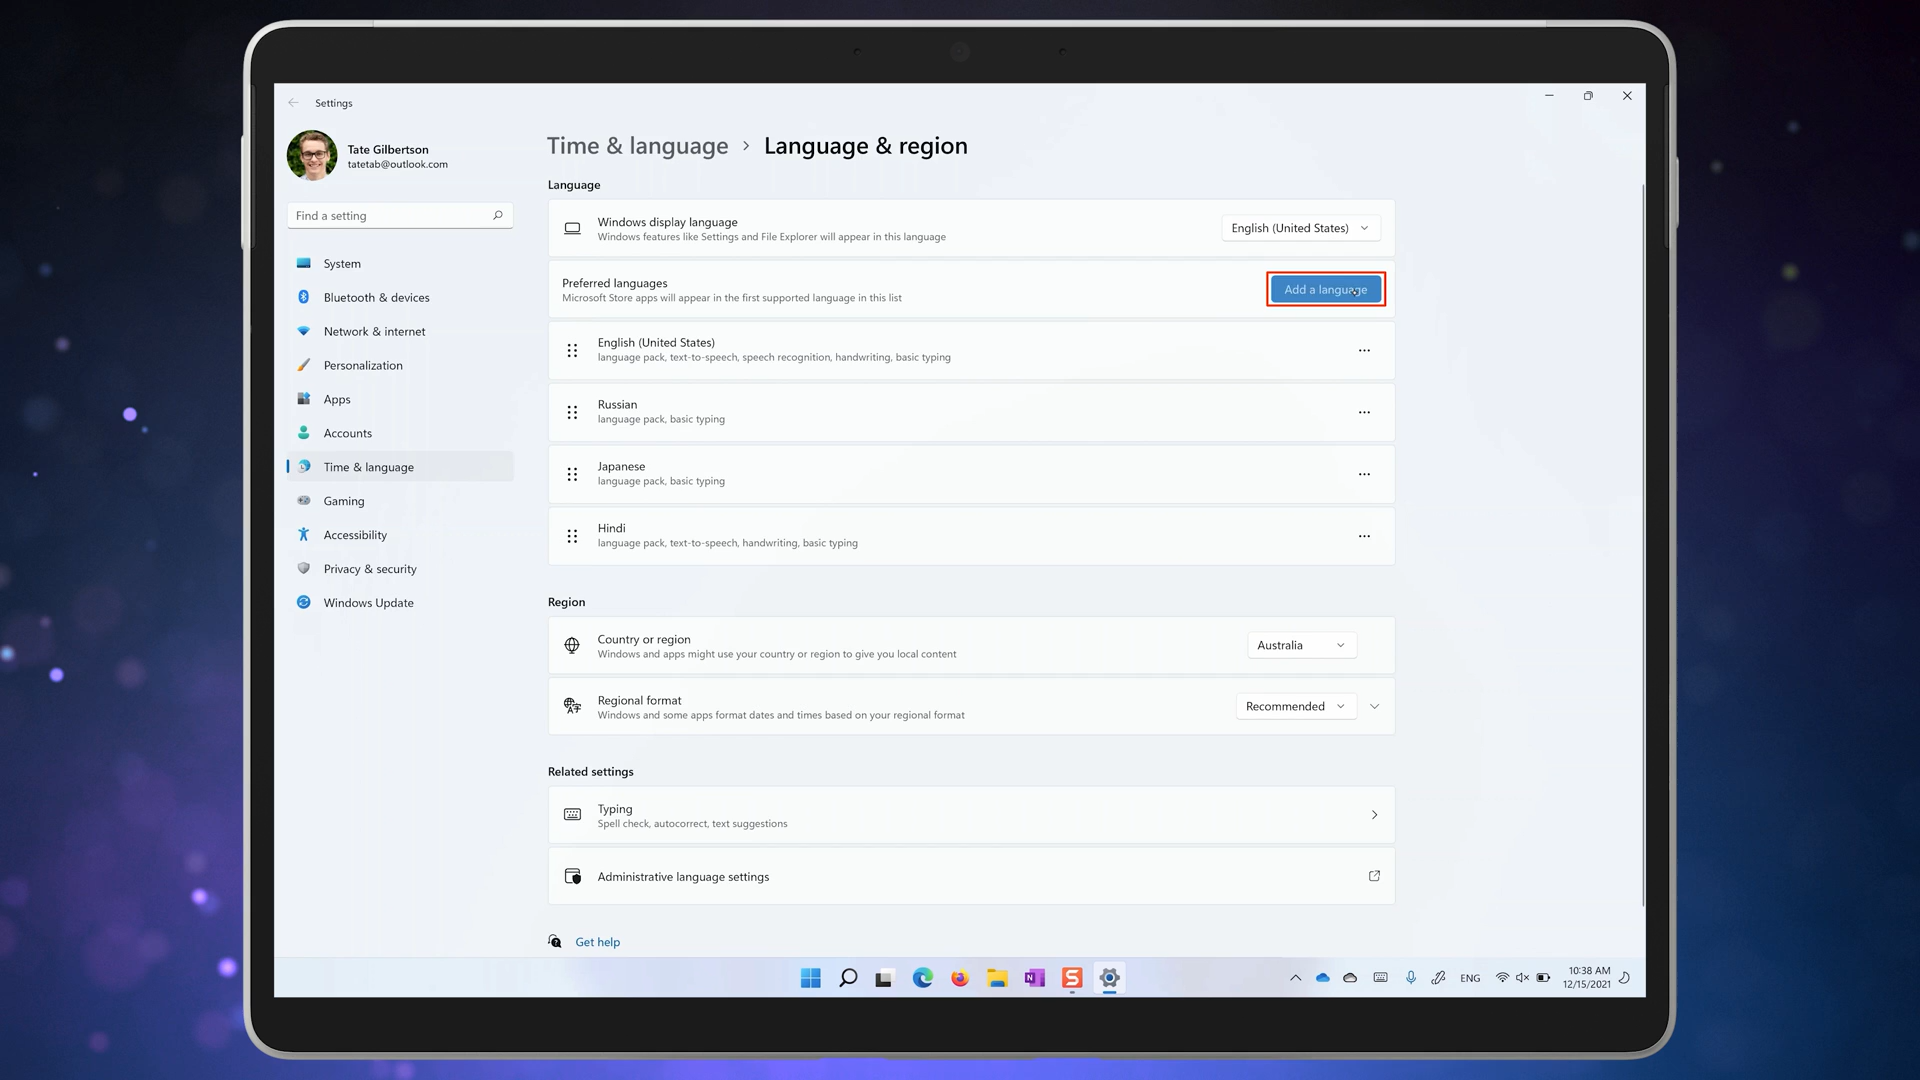 Settings
Tate Gilbertson
tatetab@outlook.com
Find a setting
System
Bluetooth & devices
Network & internet
Personalization
Apps
Accounts
Time & language
Gaming
Accessibility
Privacy & security
Windows Update
Time & language > Language & region
Language
Windows display language
Windows features like Settings and File Explorer will appear in this language
English (United States)
Preferred languages
Microsoft Store apps will appear in the first supported language in this list
Add a language
English (United States)
language pack, text-to-speech, speech recognition, handwriting, basic typing
Russian
language pack, basic typing
Japanese
language pack, basic typing
Hindi
language pack, text-to-speech, handwriting, basic typing
Region
Country or region
Windows and apps might use your country or region to give you local content
Australia
Regional format
Windows and some apps format dates and times based on your regional format
Recommended
Related settings
Typing
Spell check, autocorrect, text suggestions
Administrative language settings
Get help
ENG
10:38 AM
12/15/2021